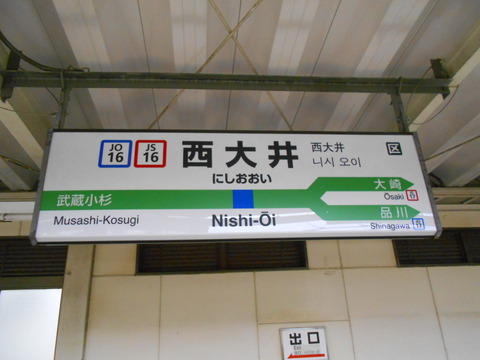 JO
16
JS
16
西大井
にしおおい
西大井
니시 오이
区
武蔵小杉
Musashi-Kosugi
Nishi-Ōi
大崎
Ōsaki
品川
Shinagawa
出口